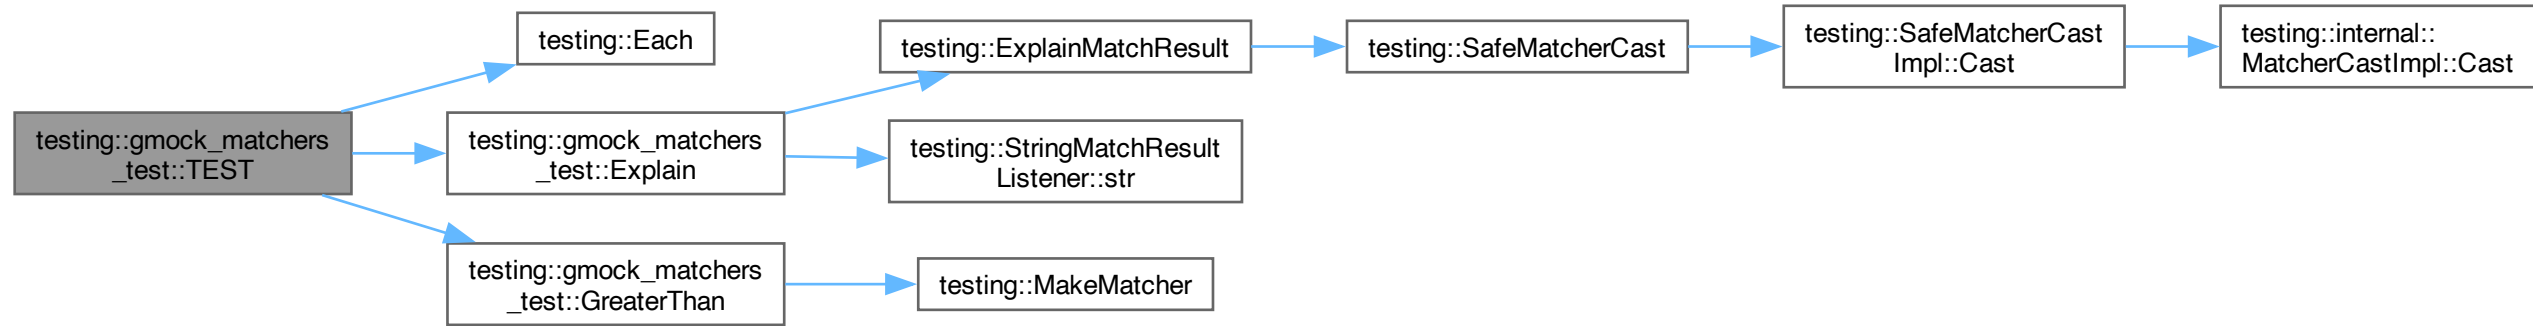 testing::Each
testing::ExplainMatchResult
testing::SafeMatcherCast
testing::SafeMatcherCast
Impl::Cast
testing::internal::
MatcherCastImpl::Cast
testing::gmock_matchers
_test::TEST
testing::gmock_matchers
_test::Explain
testing::StringMatchResult
Listener::str
testing::gmock_matchers
_test::GreaterThan
testing::MakeMatcher